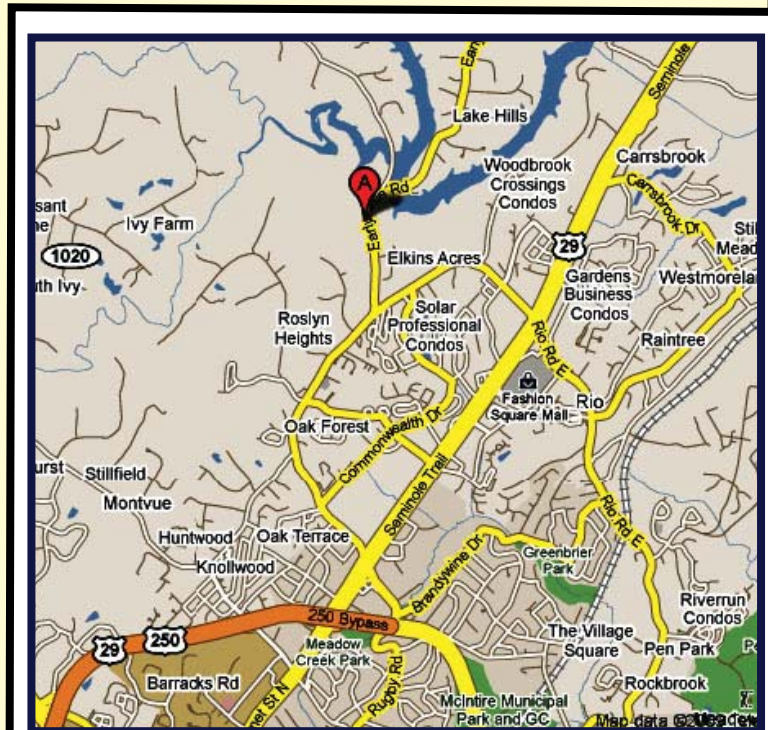 Lake Hills
Seminole
Carrsbrook
Woodbrook
Crossings
Condos
A
Rd
Carrsbrook Dr
Ivy Farm
1020
29
Elkins Acres
Gardens
Business
Condos
Roslyn
Heights
Solar
Professional
Condos
Rio Rd E
Raintree
Fashion
Square Mall
Rio
Oak Forest
Commonwealth Dr
Stillfield
Montvue
Seminole Trail
Rio Rd E
Huntwood
Oak Terrace
Knollwood
Brandywine Dr
Greenbrier
Park
250 Bypass
29
250
Meadow
Creek Park
The Village
Square
Riverrun
Condos
Pen Park
Barracks Rd
Rugby Rd
Rockbrook
McIntire Municipal
Park and GC
Map data